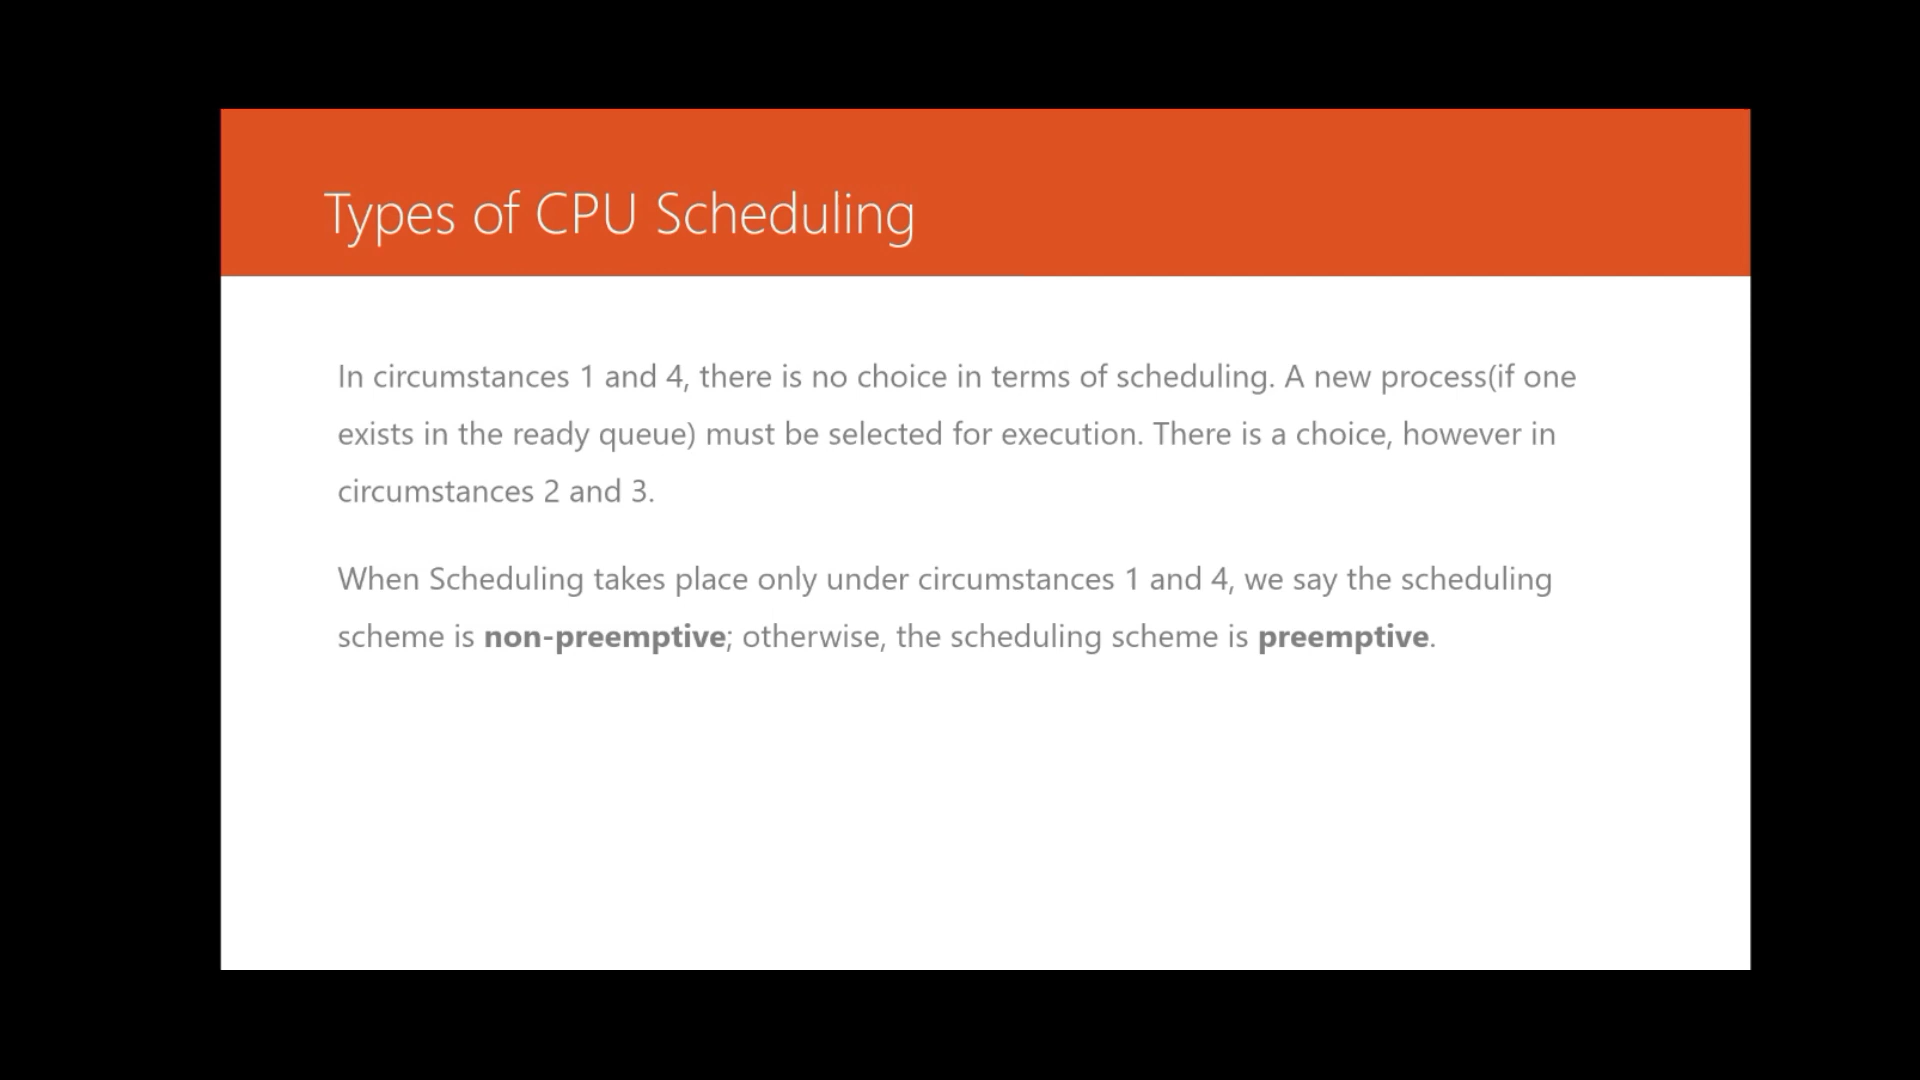 Types of CPU Scheduling
In circumstances 1 and 4, there is no choice in terms of scheduling. A new process(if one
exists in the ready queue) must be selected for execution. There is a choice, however in
circumstances 2 and 3.
When Scheduling takes place only under circumstances 1 and 4, we say the scheduling
scheme is non-preemptive; otherwise, the scheduling scheme is preemptive.